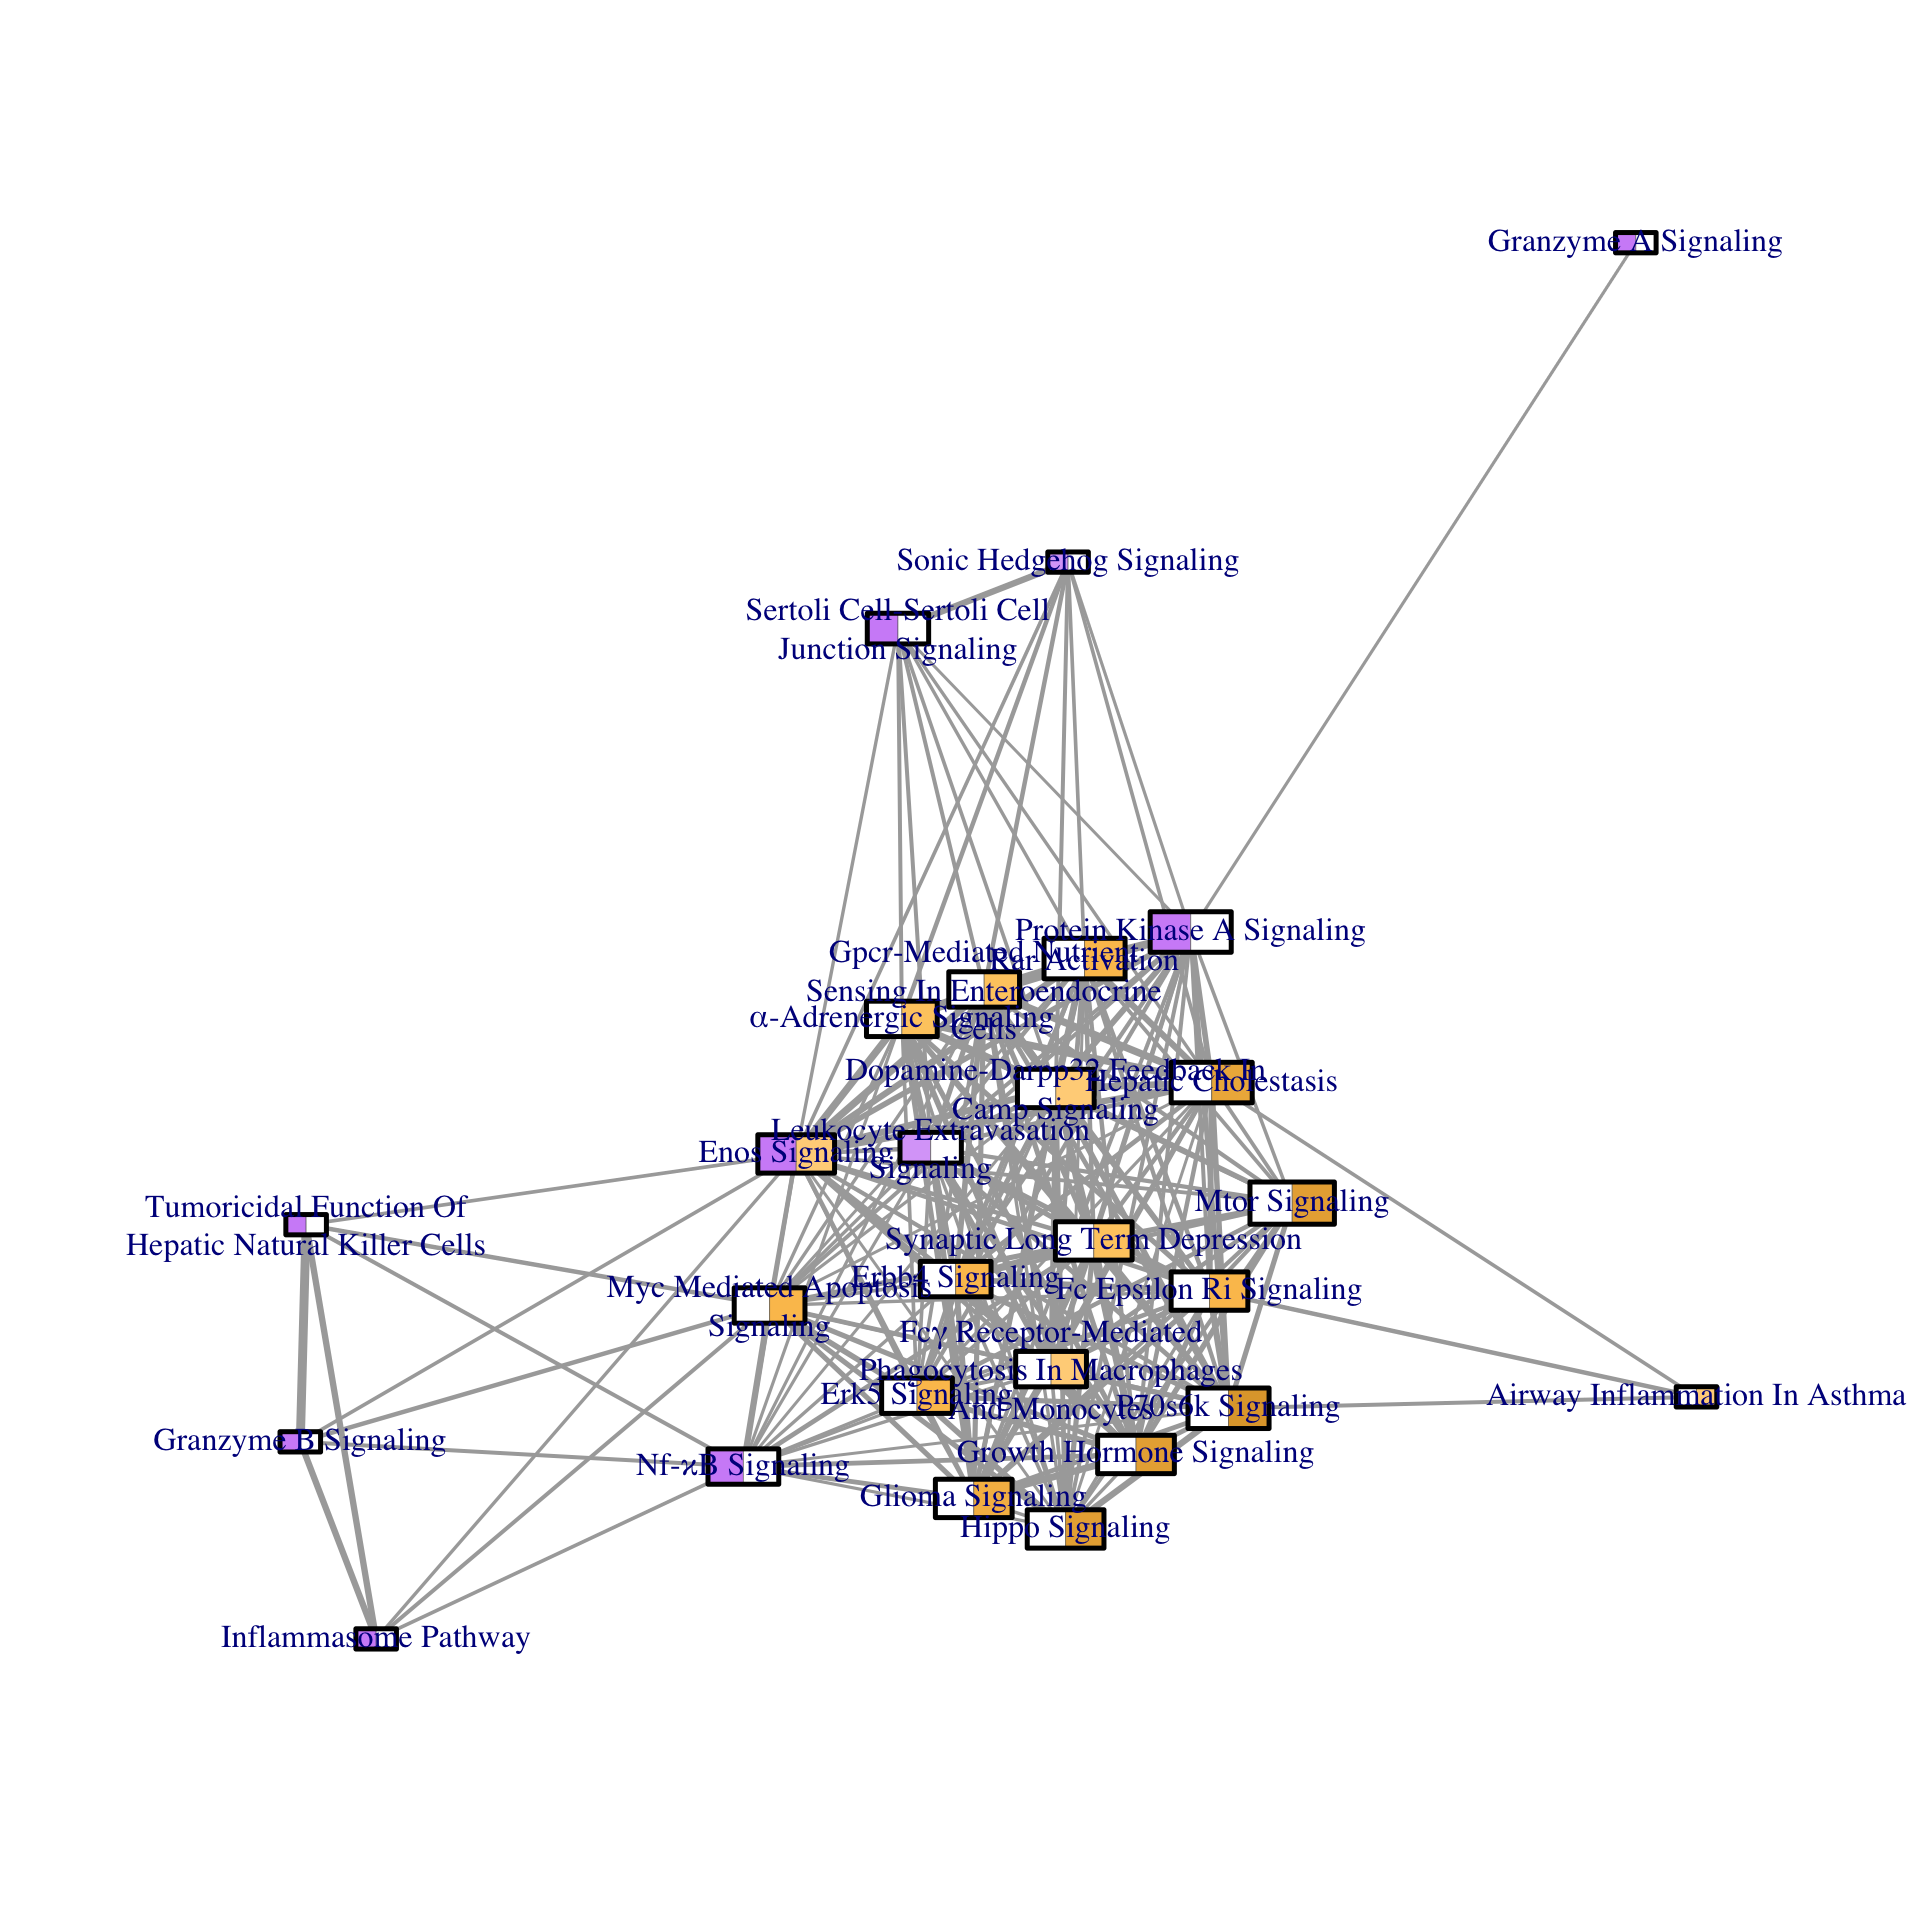 Granzyme A Signaling
Sonic Hedgehog Signaling
Sertoli Cell-Sertoli Cell
Junction Signaling
Protein Kinase A Signaling
Rar Activation
Gpcr-Mediated Nutrient
Sensing In Enteroendocrine
Cells
α-Adrenergic Signaling
Dopamine-Darpp32 Feedback In
Camp Signaling
Hepatic Cholestasis
Leukocyte Extravasation
Signaling
Enos Signaling
Mtor Signaling
Tumoricidal Function Of
Hepatic Natural Killer Cells
Synaptic Long Term Depression
Erbb4 Signaling
Fc Epsilon Ri Signaling
Myc Mediated Apoptosis
Signaling
Fcγ Receptor-Mediated
Phagocytosis In Macrophages
And Monocytes
Erk5 Signaling
P70s6k Signaling
Airway Inflammation In Asthma
Granzyme B Signaling
Growth Hormone Signaling
Nf-ϰB Signaling
Glioma Signaling
Hippo Signaling
Inflammasome Pathway